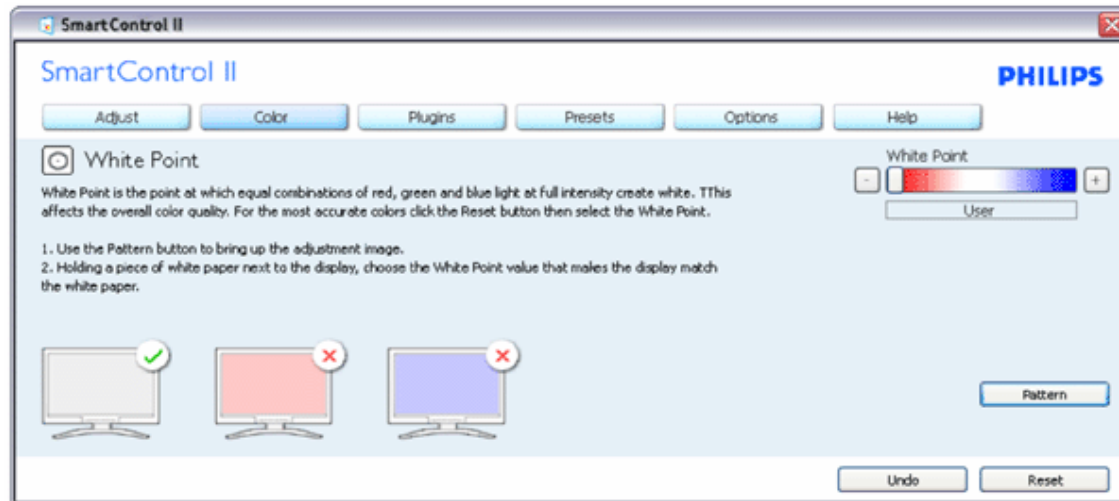 SmartControl II
SmartControl II
PHILIPS
Adjust Color Plugins Presets Options Help
White Point
White Point is the point at which equal combinations of red, green and blue light at full intensity create white. TThis
affects the overall color quality. For the most accurate colors click the Reset button then select the White Point.
1. Use the Pattern button to bring up the adjustment image.
2. Holding a piece of white paper next to the display, choose the White Point value that makes the display match
the white paper.
White Point
- +
User
Pattern
Undo Reset